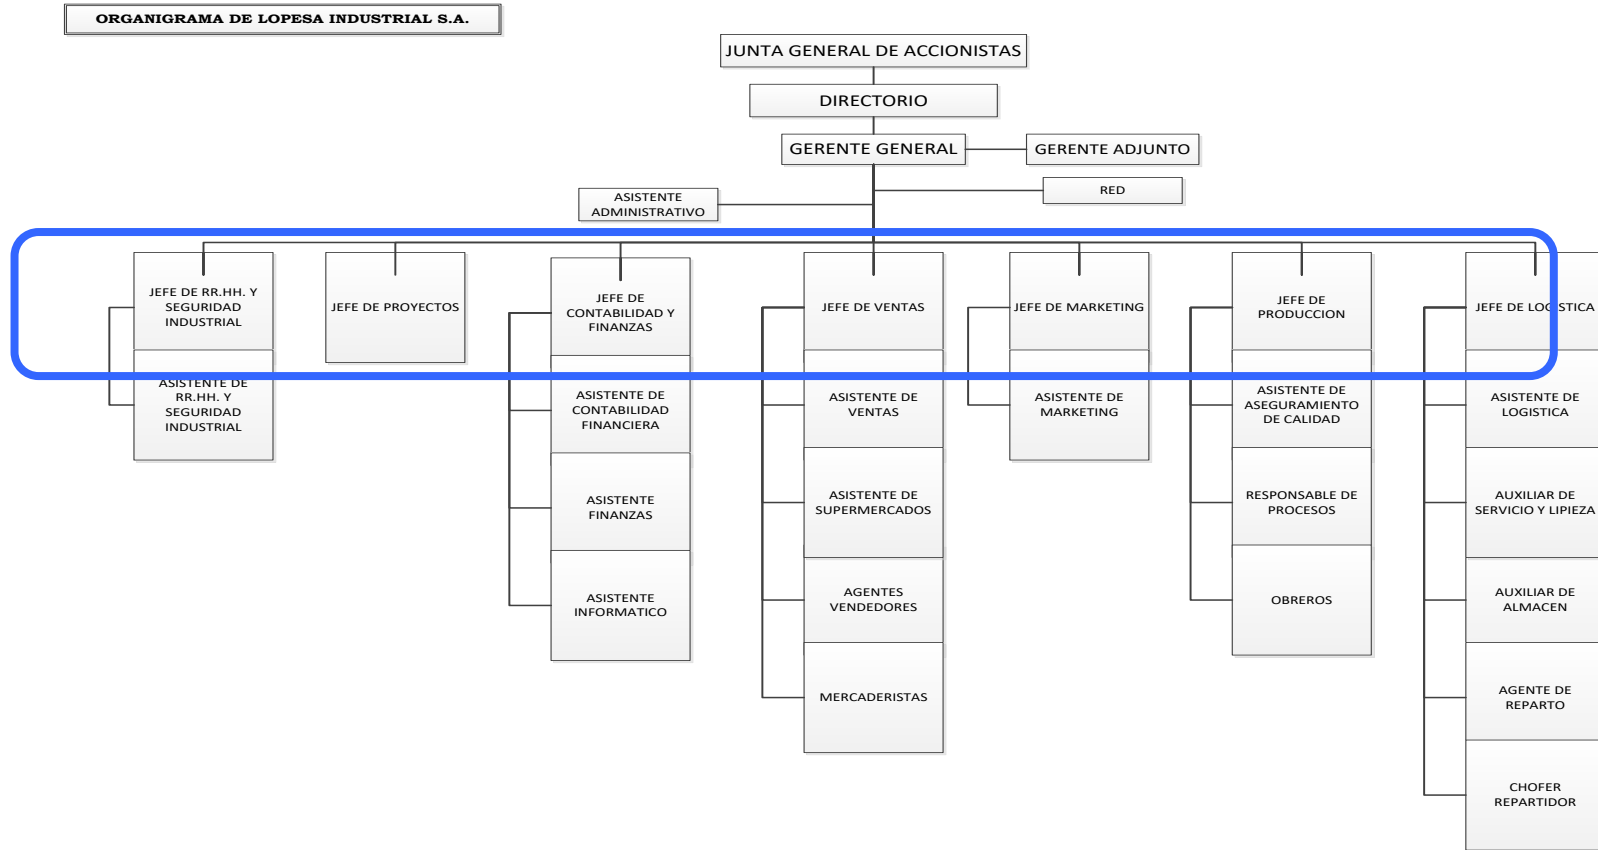 ORGANIGRAMA DE LOPESA INDUSTRIAL S.A.
JUNTA GENERAL DE ACCIONISTAS
DIRECTORIO
GERENTE GENERAL
GERENTE ADJUNTO
RED
ASISTENTE
ADMINISTRATIVO
JEFE DE RR.HH. Y
SEGURIDAD
INDUSTRIAL
ASISTENTE DE
RR.HH. Y
SEGURIDAD
INDUSTRIAL
JEFE DE PROYECTOS
JEFE DE
CONTABILIDAD Y
FINANZAS
ASISTENTE DE
CONTABILIDAD
FINANCIERA
ASISTENTE
FINANZAS
ASISTENTE
INFORMATICO
JEFE DE VENTAS
ASISTENTE DE
VENTAS
ASISTENTE DE
SUPERMERCADOS
AGENTES
VENDEDORES
MERCADERISTAS
JEFE DE MARKETING
ASISTENTE DE
MARKETING
JEFE DE
PRODUCCION
ASISTENTE DE
ASEGURAMIENTO
DE CALIDAD
RESPONSABLE DE
PROCESOS
OBREROS
JEFE DE LOGISTICA
ASISTENTE DE
LOGISTICA
AUXILIAR DE
SERVICIO Y LIPIEZA
AUXILIAR DE
ALMACEN
AGENTE DE
REPARTO
CHOFER
REPARTIDOR